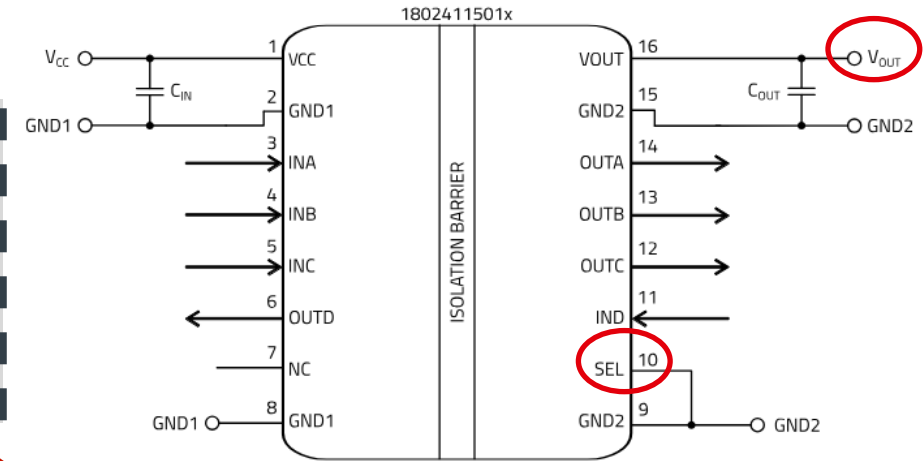 1802411501x
VCC 1 VCC VOUT 16 VOUT
CIN COUT
GND1 2 GND1 GND2 15 GND2
3 INA OUTA 14
4 INB OUTB 13
5 INC OUTC 12
6 OUTD IND 11
7 NC SEL 10
GND1 8 GND1 GND2 9 GND2
ISOLATION BARRIER